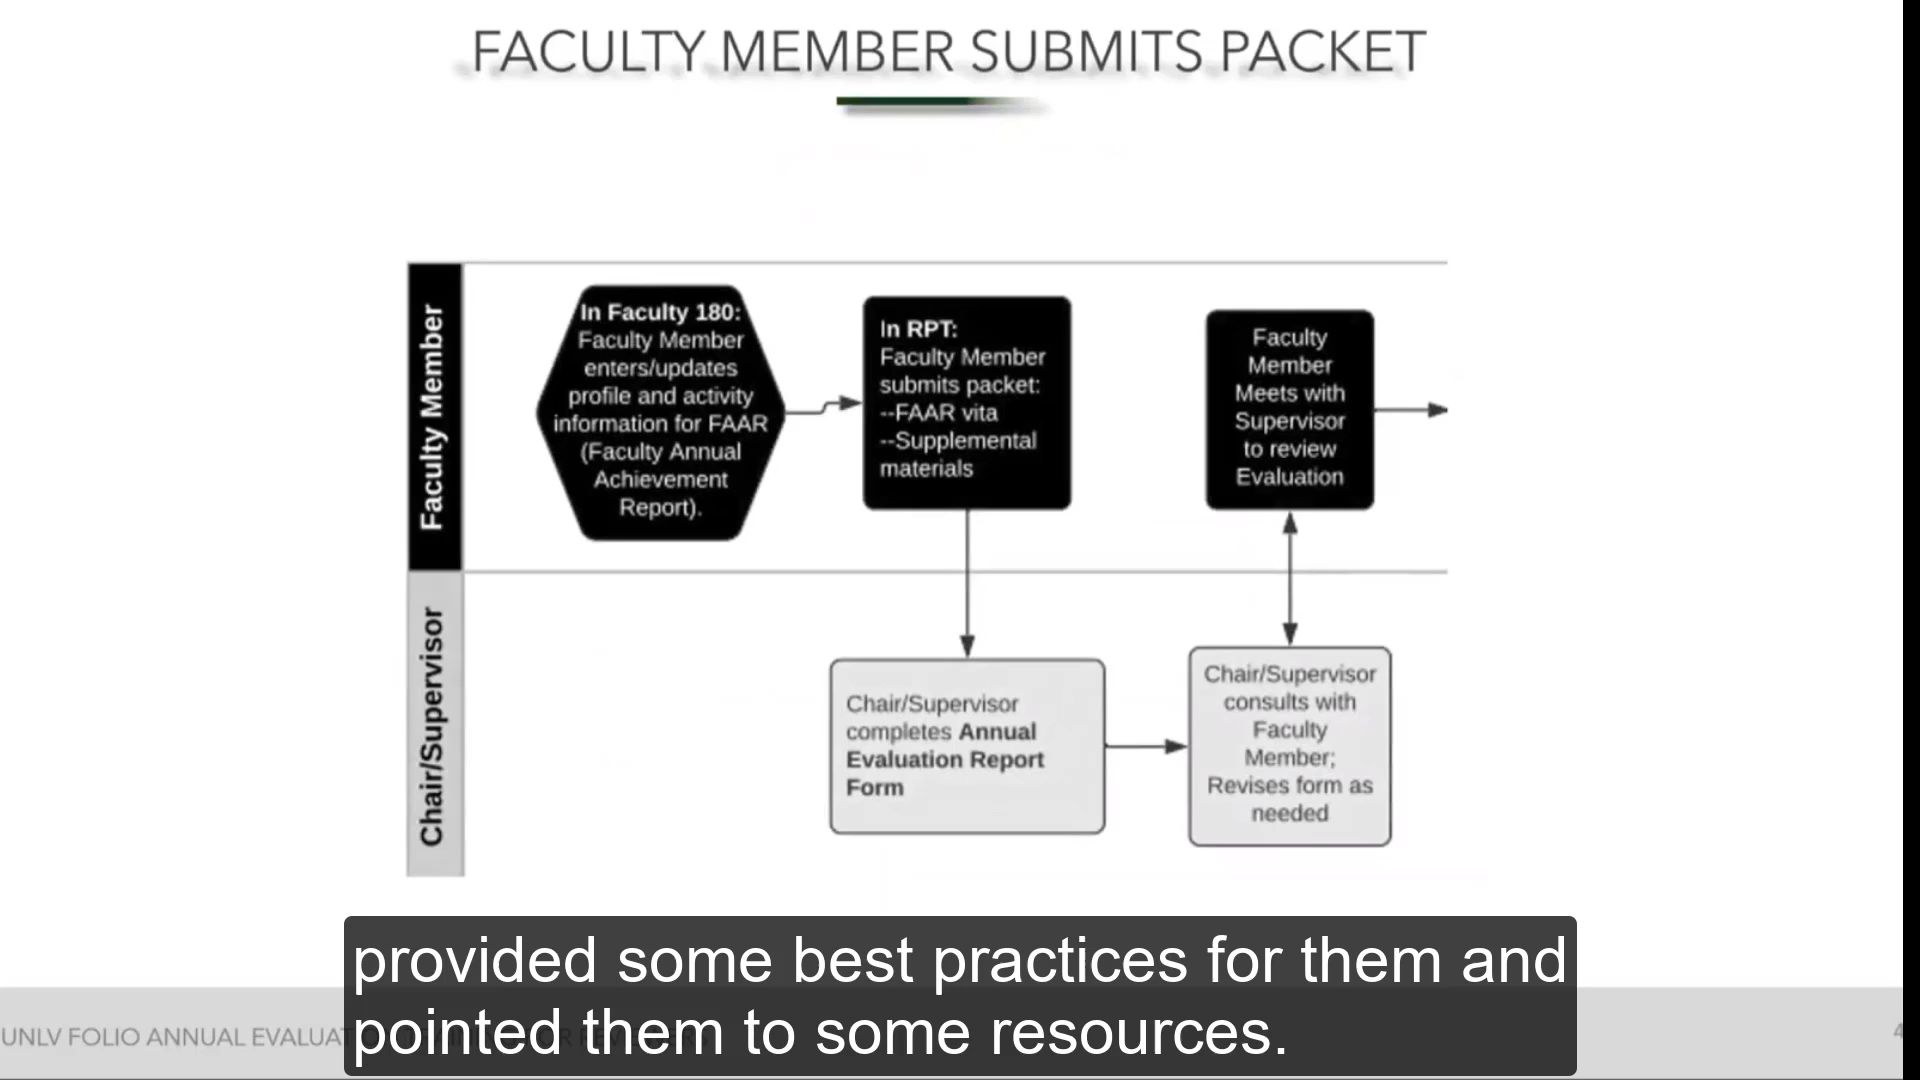 FACULTY MEMBER SUBMITS PACKET
Faculty Member
In Faculty 180:
Faculty Member
enters/updates
profile and activity
information for FAAR
(Faculty Annual
Achievement
Report).
In RPT:
Faculty Member
submits packet:
--FAAR vita
--Supplemental
materials
Faculty
Member
Meets with
Supervisor
to review
Evaluation
Chair/Supervisor
Chair/Supervisor
completes Annual
Evaluation Report
Form
Chair/Supervisor
consults with
Faculty
Member;
Revises form as
needed
provided some best practices for them and
pointed them to some resources.
UNLV FOLIO ANNUAL